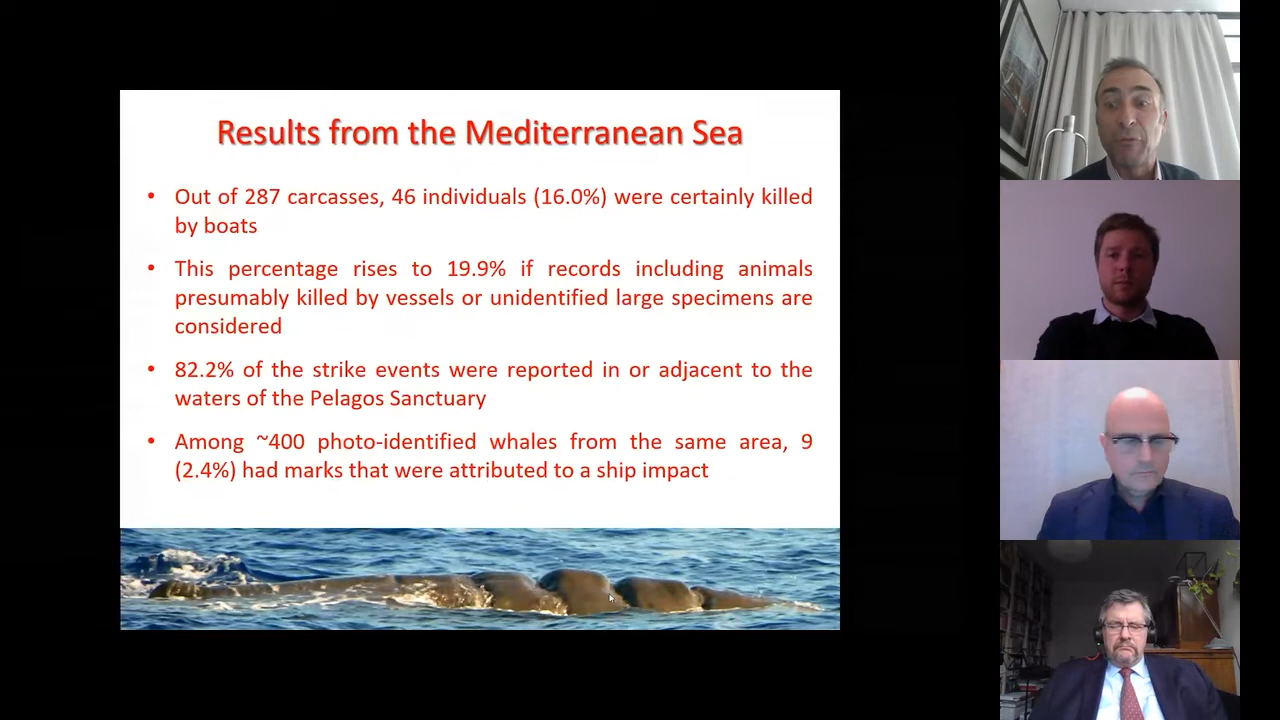 Results from the Mediterranean Sea
• Out of 287 carcasses, 46 individuals (16.0%) were certainly killed
by boats
• This percentage rises to 19.9% if records including animals
presumably killed by vessels or unidentified large specimens are
considered
• 82.2% of the strike events were reported in or adjacent to the
waters of the Pelagos Sanctuary
• Among ~400 photo-identified whales from the same area, 9
(2.4%) had marks that were attributed to a ship impact